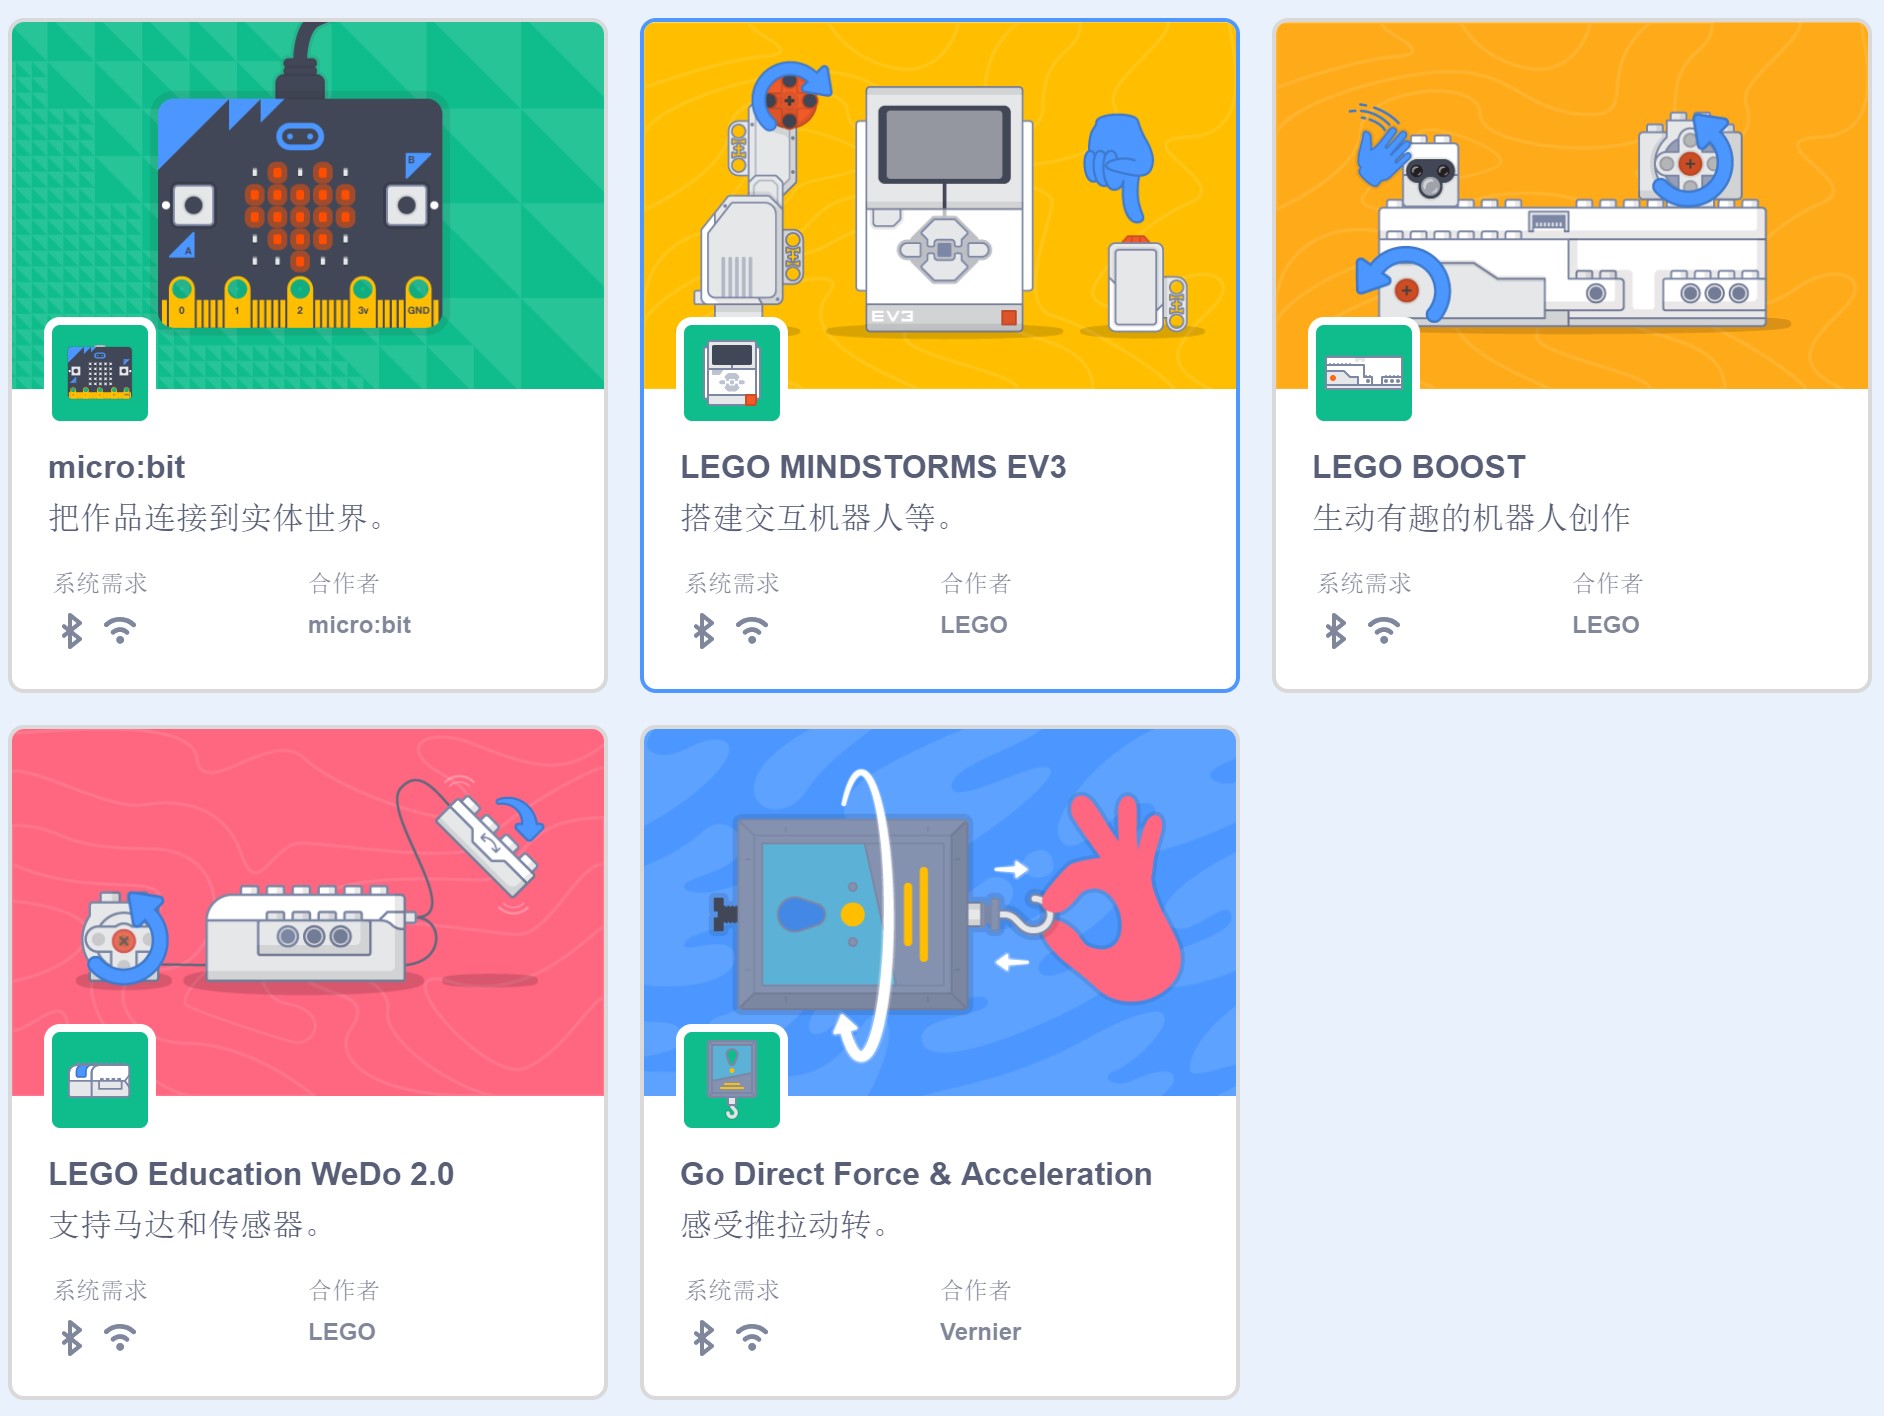 B
A
0 1 2 3v GND
micro:bit
把作品连接到实体世界。
系统需求 合作者
micro:bit
EV3
LEGO MINDSTORMS EV3
搭建交互机器人等。
系统需求 合作者
LEGO
LEGO BOOST
生动有趣的机器人创作
系统需求 合作者
LEGO
LEGO Education WeDo 2.0
支持马达和传感器。
系统需求 合作者
LEGO
Go Direct Force & Acceleration
感受推拉动转。
系统需求 合作者
Vernier